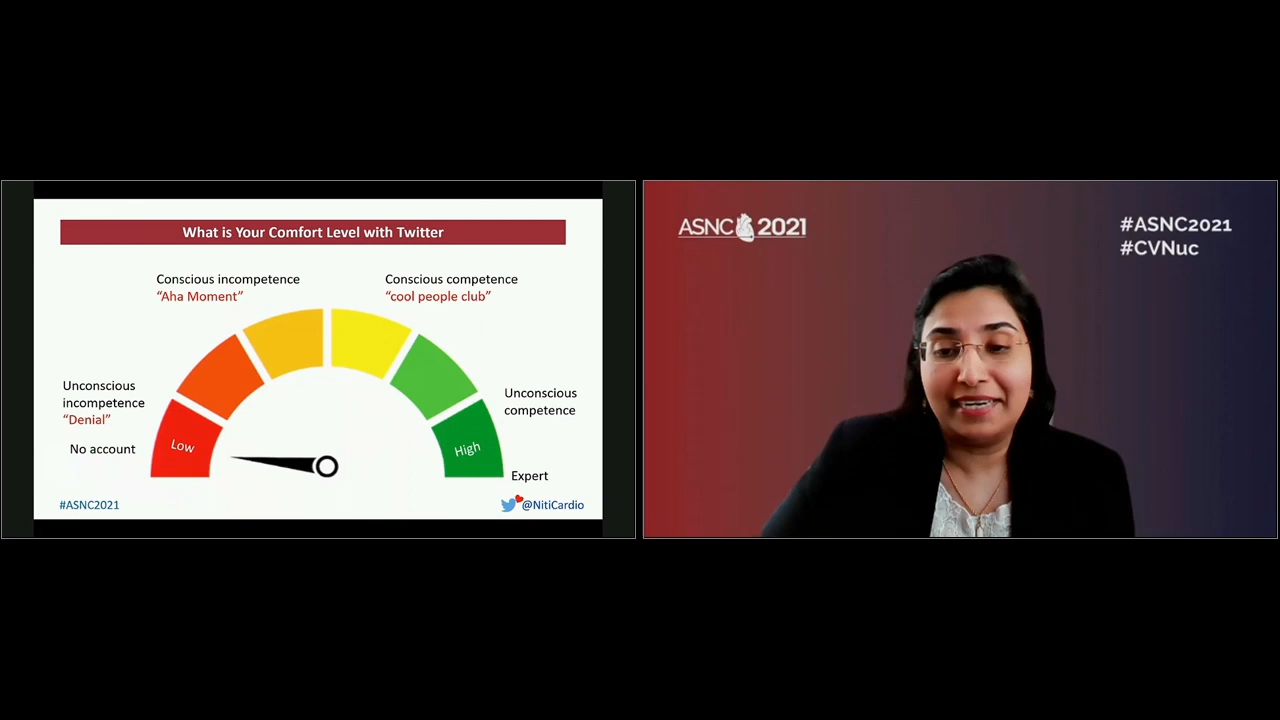 What is Your Comfort Level with Twitter
Conscious incompetence
“Aha Moment”
Conscious competence
“cool people club”
Unconscious
incompetence
“Denial”
No account
Low
High
Unconscious
competence
Expert
#ASNC2021
@NitiCardio
ASNC 2021
#ASNC2021
#CVNuc